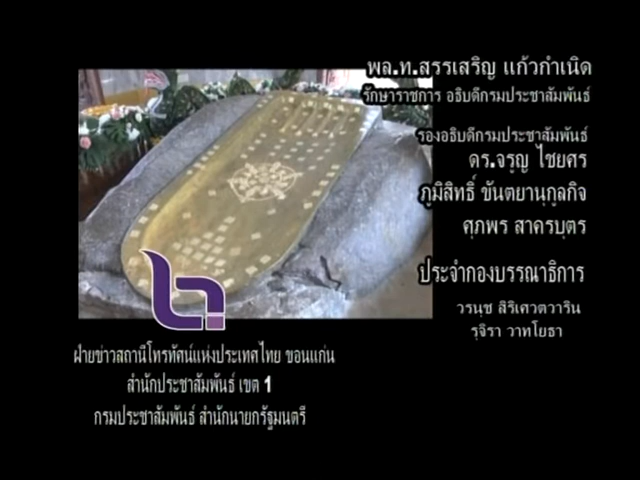 พล.ท.สรรเสริญ แก้วกำเนิด
รักษาราชการ อธิบดีกรมประชาสัมพันธ์
รองอธิบดีกรมประชาสัมพันธ์
ดร.จรูญ ไชยศร
ภูมิสิทธิ์ ขันตยานุกูลกิจ
ศุภพร สาครบุตร
ประจำกองบรรณาธิการ
วรนุช สิริเศวตวาริน
รุจิรา วาทโยธา
ฝ่ายข่าวสถานีโทรทัศน์แห่งประเทศไทย ขอนแก่น
สำนักประชาสัมพันธ์ เขต 1
กรมประชาสัมพันธ์ สำนักนายกรัฐมนตรี